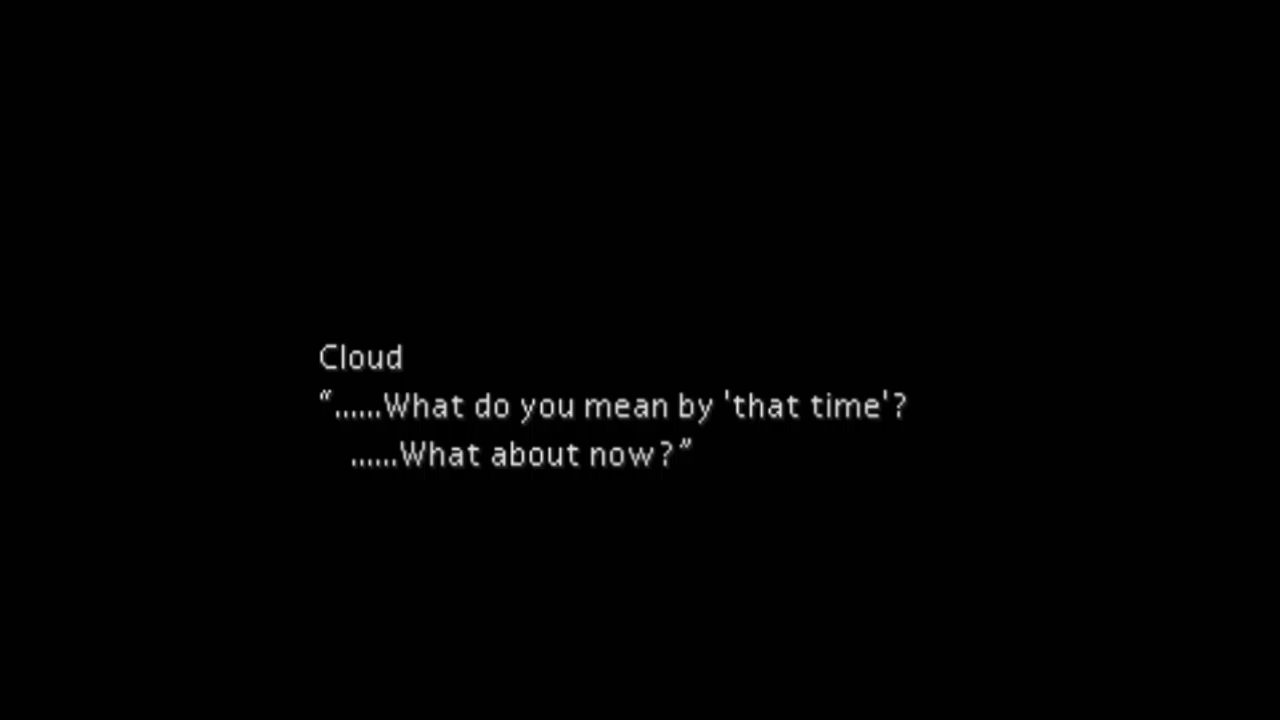 Cloud
“......What do you mean by 'that time'?
......What about now?”